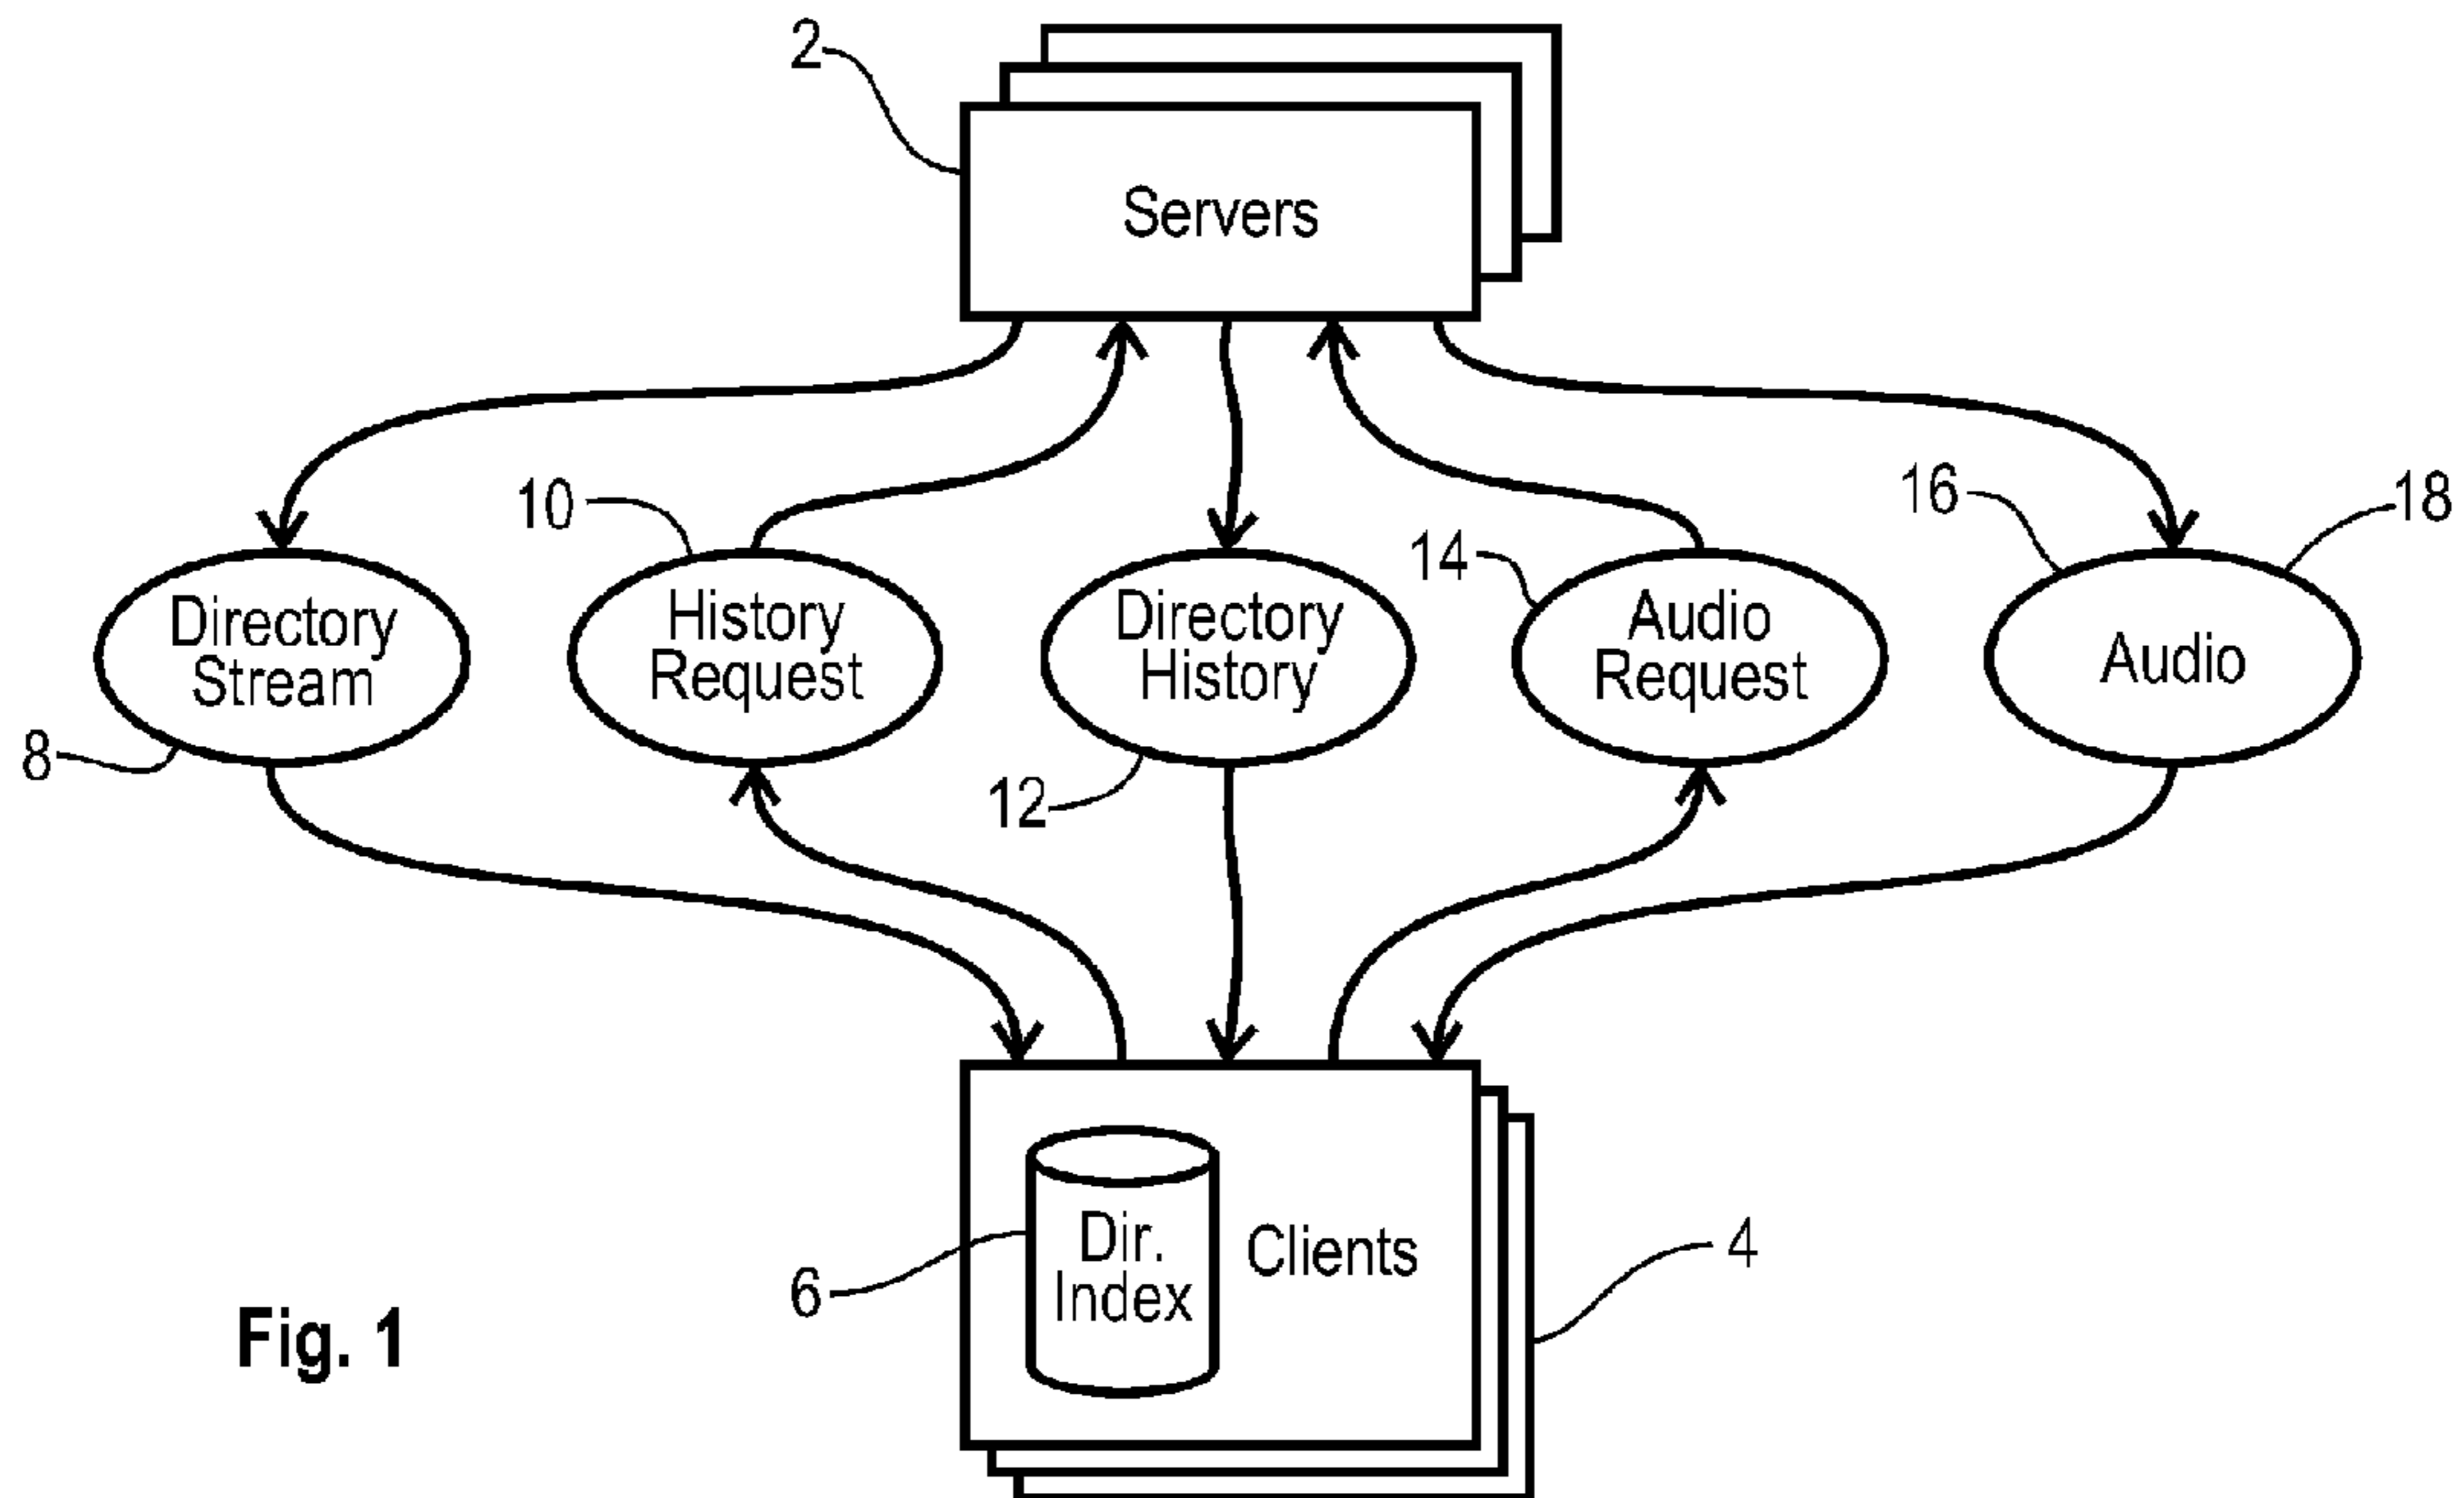 2
Servers
10
16
18
14
Directory
Stream
History
Request
Directory
History
Audio
Request
Audio
8
12
Dir.
Index
Clients
6
4
Fig. 1